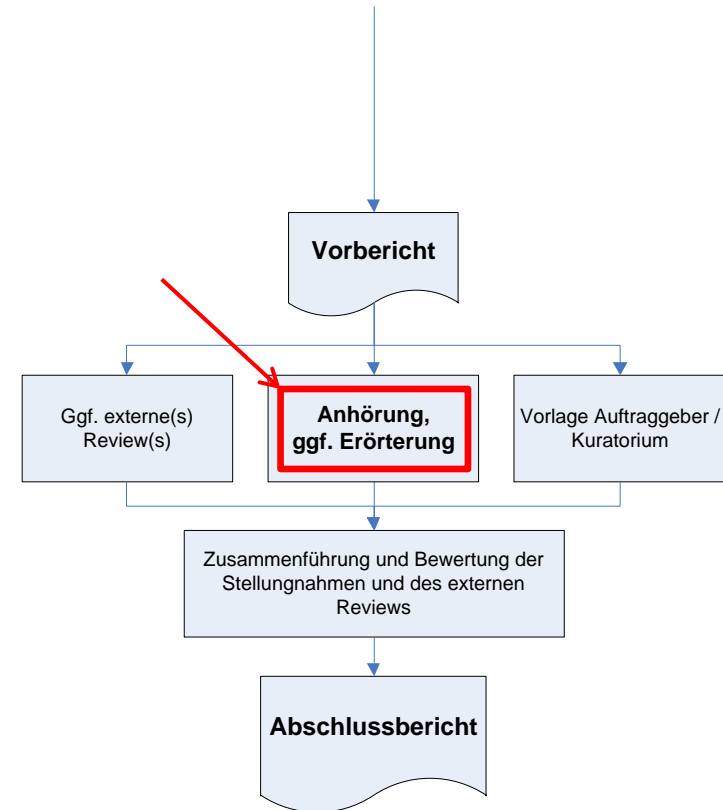 Vorbericht
Ggf. externe(s)
Review(s)
Anhörung,
ggf. Erörterung
Vorlage Auftraggeber /
Kuratorium
Zusammenführung und Bewertung der
Stellungnahmen und des externen
Reviews
Abschlussbericht